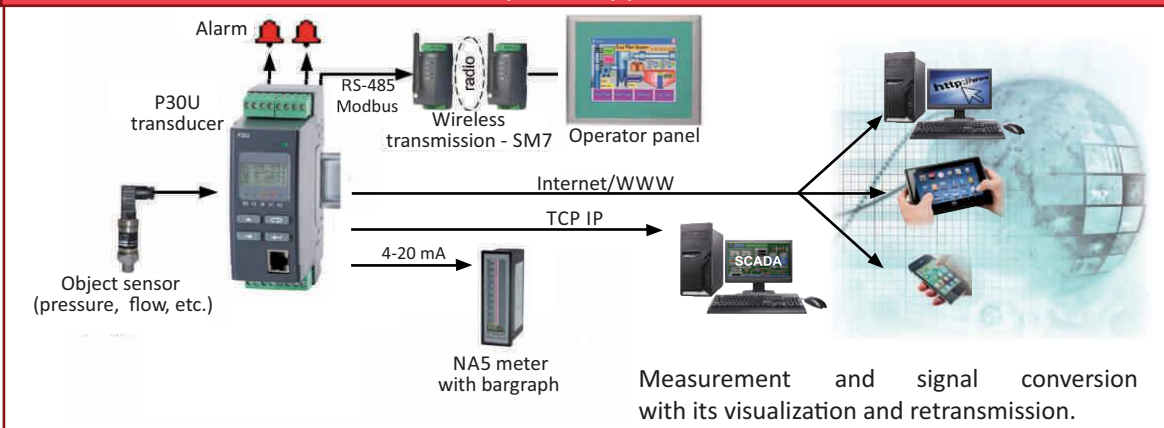 Alarm
P30U
transducer
RS-485
Modbus
radio
Wireless
transmission - SM7
Operator panel
http://www
Internet/WWW
TCP IP
SCADA
4-20 mA
Object sensor
(pressure, flow, etc.)
NA5 meter
with bargraph
Measurement and signal conversion
with its visualization and retransmission.